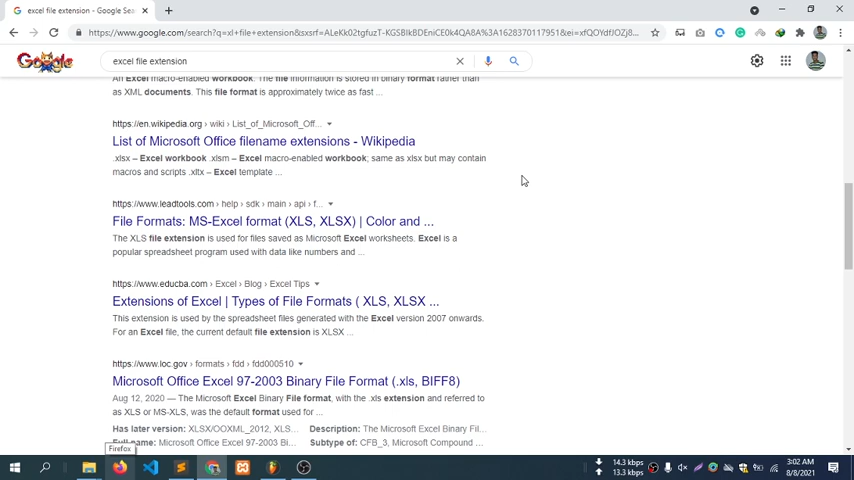 excel file extension - Google Sea
https://www.google.com/search?q=xl+file+extension&sxsrf=ALeKk02tgfuzT-KGSBIkBDEniCE0k4QA8A%3A1628370117951&ei=xfQOYdfJOZj8...
Google
excel file extension
An Excel macro-enabled workbook. The file information is stored in binary format rather than
as XML documents. This file format is approximately twice as fast ...
https://en.wikipedia.org › wiki › List_of_Microsoft_Off...
List of Microsoft Office filename extensions - Wikipedia
.xlsx – Excel workbook .xlsm – Excel macro-enabled workbook; same as xlsx but may contain
macros and scripts .xltx – Excel template ...
https://www.leadtools.com › help › sdk › main › api › f...
File Formats: MS-Excel format (XLS, XLSX) | Color and ...
The XLS file extension is used for files saved as Microsoft Excel worksheets. Excel is a
popular spreadsheet program used with data like numbers and ...
https://www.educba.com › Excel › Blog › Excel Tips
Extensions of Excel | Types of File Formats ( XLS, XLSX ...
This extension is used by the spreadsheet files generated with the Excel version 2007 onwards.
For an Excel file, the current default file extension is XLSX ...
https://www.loc.gov › formats › fdd › fdd000510
Microsoft Office Excel 97-2003 Binary File Format (.xls, BIFF8)
Aug 12, 2020 — The Microsoft Excel Binary File format, with the .xls extension and referred to
as XLS or MS-XLS, was the default format used for ...
Has later version: XLSX/OOXML_2012, XLS... Description: The Microsoft Excel Binary Fil...
Full name: Microsoft Office Excel 97-2003 Bi... Subtype of: CFB_3, Microsoft Compound ...
Firefox
14.3 kbps
13.3 kbps
3:02 AM
8/8/2021